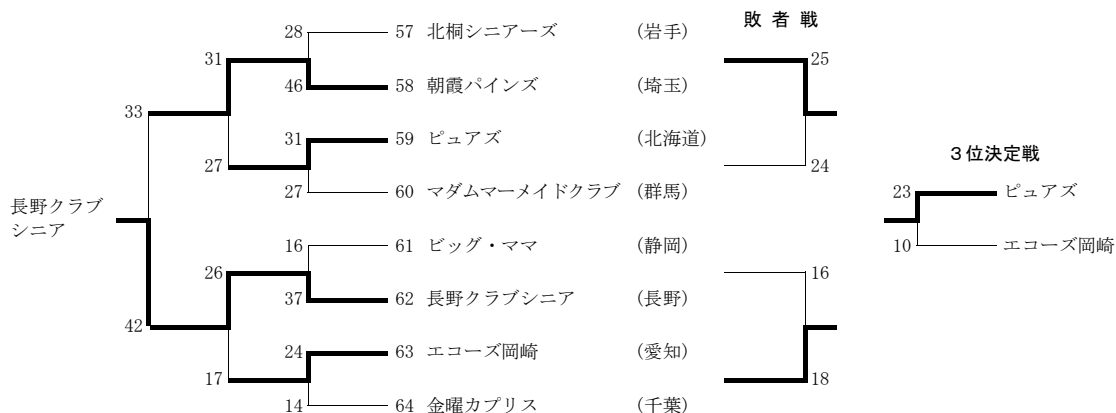 敗者戦
28 57 北桐シニアーズ (岩手)
31 25
46 58 朝霞パインズ (埼玉)
33
31 59 ピュアズ (北海道)
27 24
3位決定戦
27 60 マダムマーメイドクラブ (群馬)
23 ピュアズ
長野クラブ
シニア
16 61 ビッグ・ママ (静岡)
10 エコーズ岡崎
26 16
37 62 長野クラブシニア (長野)
42
24 63 エコーズ岡崎 (愛知)
17 18
14 64 金曜カプリス (千葉)